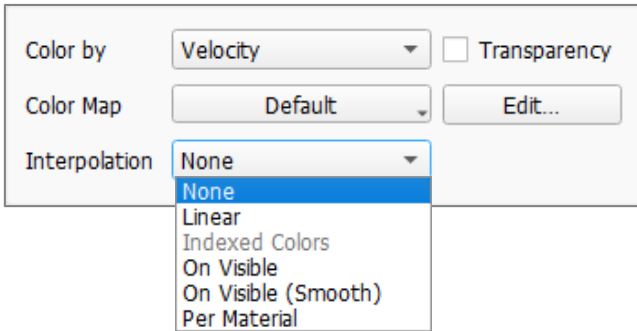 Color by Velocity Transparency
Color Map Default Edit...
Interpolation None
None
Linear
Indexed Colors
On Visible
On Visible (Smooth)
Per Material